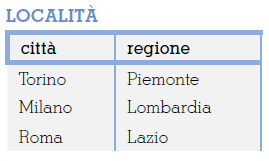 LOCALITÀ
città regione
Torino Piemonte
Milano Lombardia
Roma Lazio